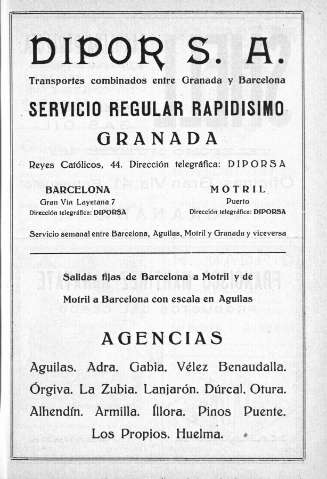 DIPOR S. A.
Transportes combinados entre Granada y Barcelona
SERVICIO REGULAR RAPIDISIMO
GRANADA
Reyes Católicos, 44. Dirección telegráfica: DIPORSA
BARCELONA
Gran Vía Layetana 7
Dirección telegráfica: DIPORSA
MOTRIL
Puerto
Dirección telegráfica: DIPORSA
Servicio semanal entre Barcelona, Aguilas, Motril y Granada y viceversa
Salidas fijas de Barcelona a Motril y de
Motril a Barcelona con escala en Aguilas
AGENCIAS
Aguilas. Adra. Gabia. Vélez Benaudalla.
Órgiva. La Zubia. Lanjarón. Dúrcal. Otura.
Alhendín. Armilla. Íllora. Pinos Puente.
Los Propios. Huelma.